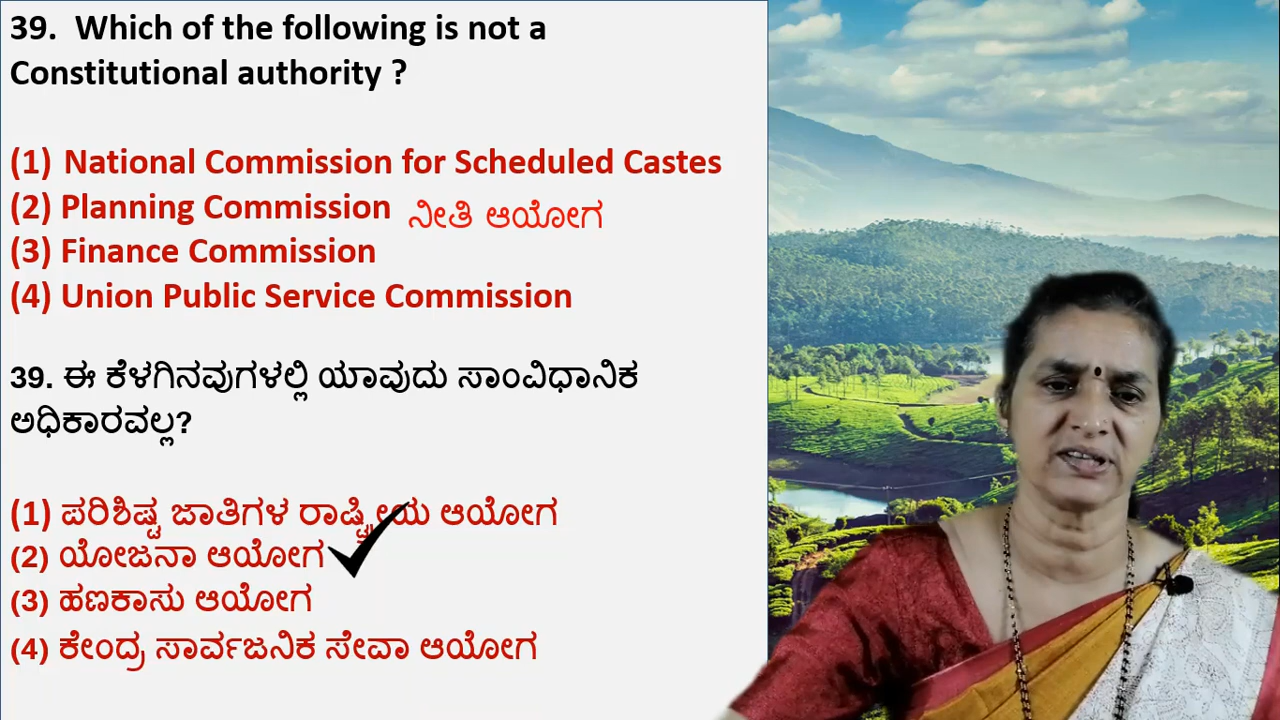 39. Which of the following is not a
Constitutional authority ?
(1) National Commission for Scheduled Castes
(2) Planning Commission ನೀತಿ ಆಯೋಗ
(3) Finance Commission
(4) Union Public Service Commission
39. ಈ ಕೆಳಗಿನವುಗಳಲ್ಲಿ ಯಾವುದು ಸಾಂವಿಧಾನಿಕ
ಅಧಿಕಾರವಲ್ಲ?
(1) ಪರಿಶಿಷ್ಟ ಜಾತಿಗಳ ರಾಷ್ಟ್ರೀಯ ಆಯೋಗ
(2) ಯೋಜನಾ ಆಯೋಗ
(3) ಹಣಕಾಸು ಆಯೋಗ
(4) ಕೇಂದ್ರ ಸಾರ್ವಜನಿಕ ಸೇವಾ ಆಯೋಗ